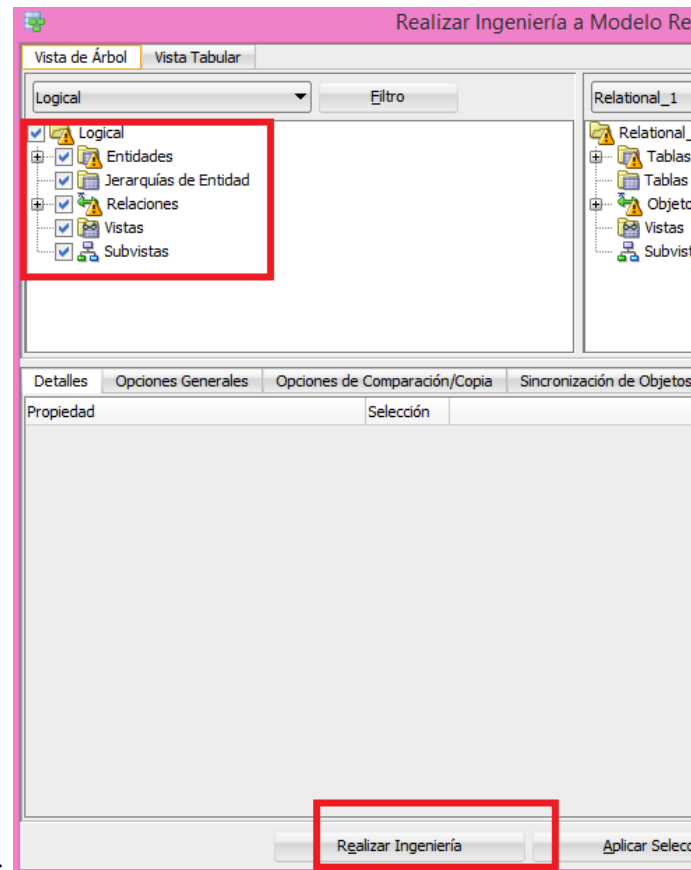 Realizar Ingeniería a Modelo Re
Vista de Árbol Vista Tabular
Logical Filtro Relational_1
Logical Relational_
Entidades Tablas
Jerarquías de Entidad Tablas
Relaciones Objeto
Vistas Vistas
Subvistas Subvist
Detalles Opciones Generales Opciones de Comparación/Copia Sincronización de Objetos
Propiedad Selección
Realizar Ingeniería Aplicar Selecc